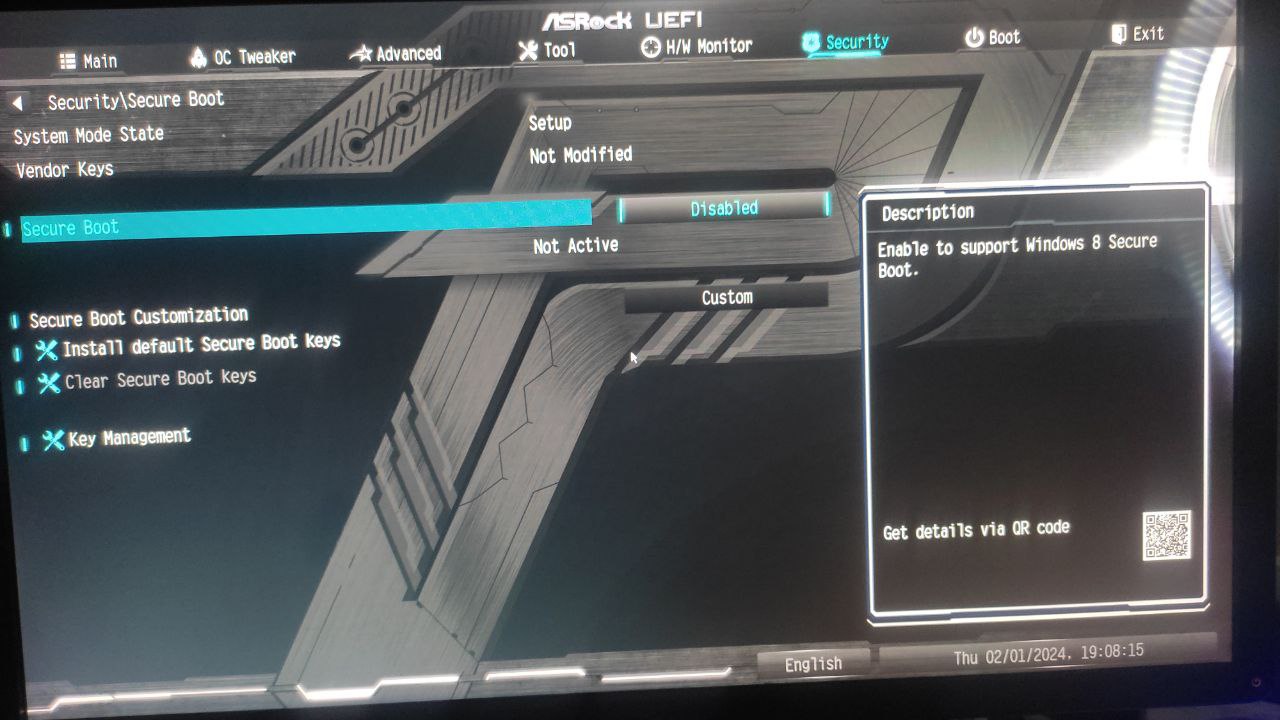 ASRock UEFI
Main OC Tweaker Advanced Tool H/W Monitor Security Boot Exit
Security\Secure Boot
System Mode State Setup
Vendor Keys Not Modified
Secure Boot Disabled
Not Active
Secure Boot Customization Custom
Install default Secure Boot keys
Clear Secure Boot keys
Key Management
Description
Enable to support Windows 8 Secure
Boot.
Get details via QR code
English Thu 02/01/2024, 19:08:15